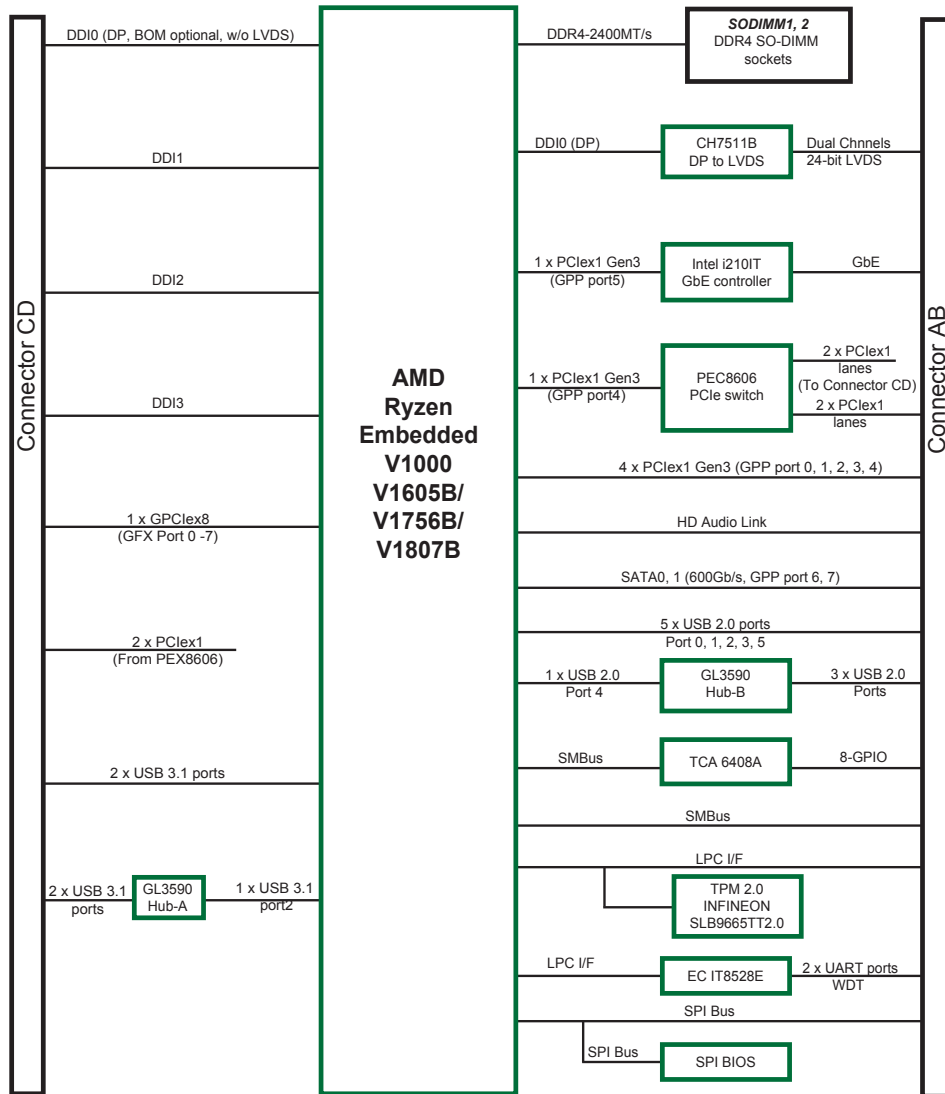 Connector CD
DDI0 (DP, BOM optional, w/o LVDS)
DDI1
DDI2
DDI3
1 x GPCIex8
(GFX Port 0 -7)
2 x PCIex1
(From PEX8606)
2 x USB 3.1 ports
2 x USB 3.1
ports
GL3590
Hub-A
1 x USB 3.1
port2
AMD
Ryzen
Embedded
V1000
V1605B/
V1756B/
V1807B
DDR4-2400MT/s
SODIMM1, 2
DDR4 SO-DIMM
sockets
DDI0 (DP)
CH7511B
DP to LVDS
Dual Chnnels
24-bit LVDS
1 x PCIex1 Gen3
(GPP port5)
Intel i210IT
GbE controller
GbE
1 x PCIex1 Gen3
(GPP port4)
PEC8606
PCIe switch
2 x PCIex1
lanes
(To Connector CD)
2 x PCIex1
lanes
4 x PCIex1 Gen3 (GPP port 0, 1, 2, 3, 4)
HD Audio Link
SATA0, 1 (600Gb/s, GPP port 6, 7)
5 x USB 2.0 ports
Port 0, 1, 2, 3, 5
1 x USB 2.0
Port 4
GL3590
Hub-B
3 x USB 2.0
Ports
SMBus
TCA 6408A
8-GPIO
SMBus
LPC I/F
TPM 2.0
INFINEON
SLB9665TT2.0
LPC I/F
EC IT8528E
2 x UART ports
WDT
SPI Bus
SPI Bus
SPI BIOS
Connector AB